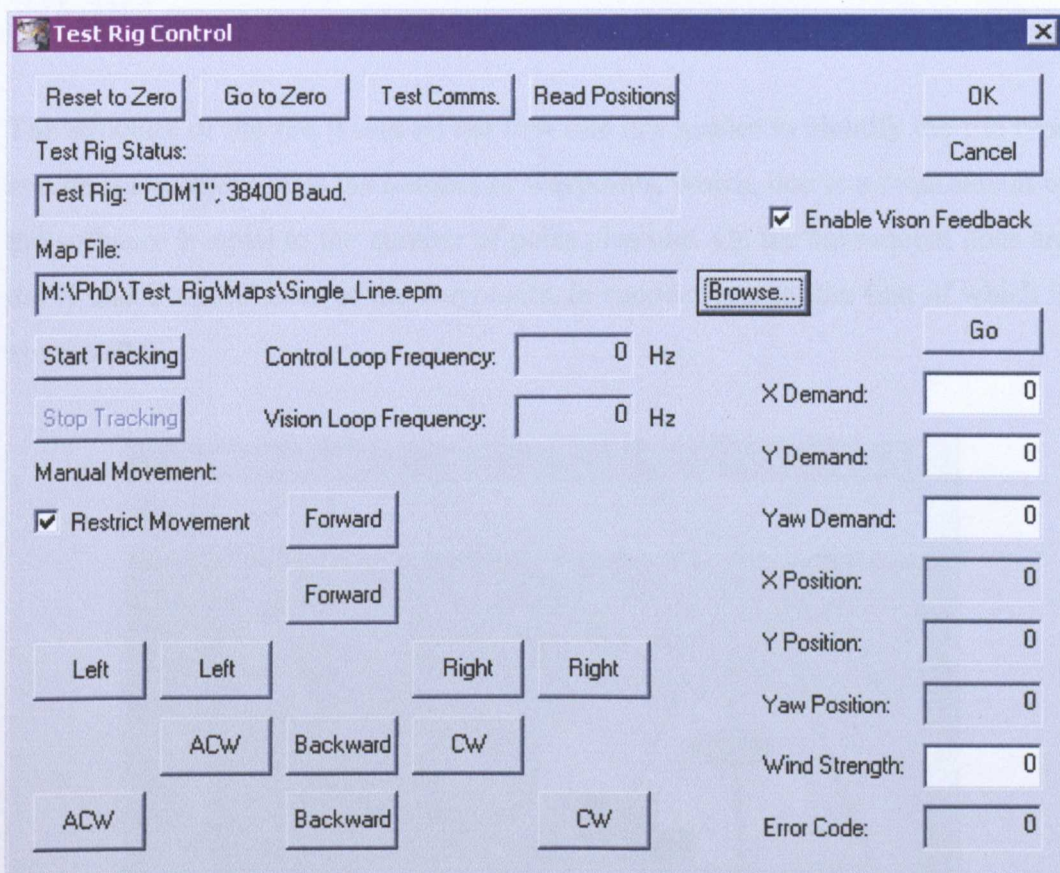 Test Rig Control
Reset to Zero Go to Zero Test Comms. Read Positions OK
Test Rig Status: Cancel
Test Rig: "COM1", 38400 Baud.
Enable Vison Feedback
Map File:
M:\PhD\Test_Rig\Maps\Single_Line.epm Browse...
Go
Start Tracking Control Loop Frequency: 0 Hz
X Demand: 0
Stop Tracking Vision Loop Frequency: 0 Hz
Y Demand: 0
Manual Movement:
Restrict Movement Forward Yaw Demand: 0
Forward X Position: 0
Left Left Right Right Y Position: 0
Yaw Position: 0
ACW Backward CW Wind Strength: 0
ACW Backward CW Error Code: 0